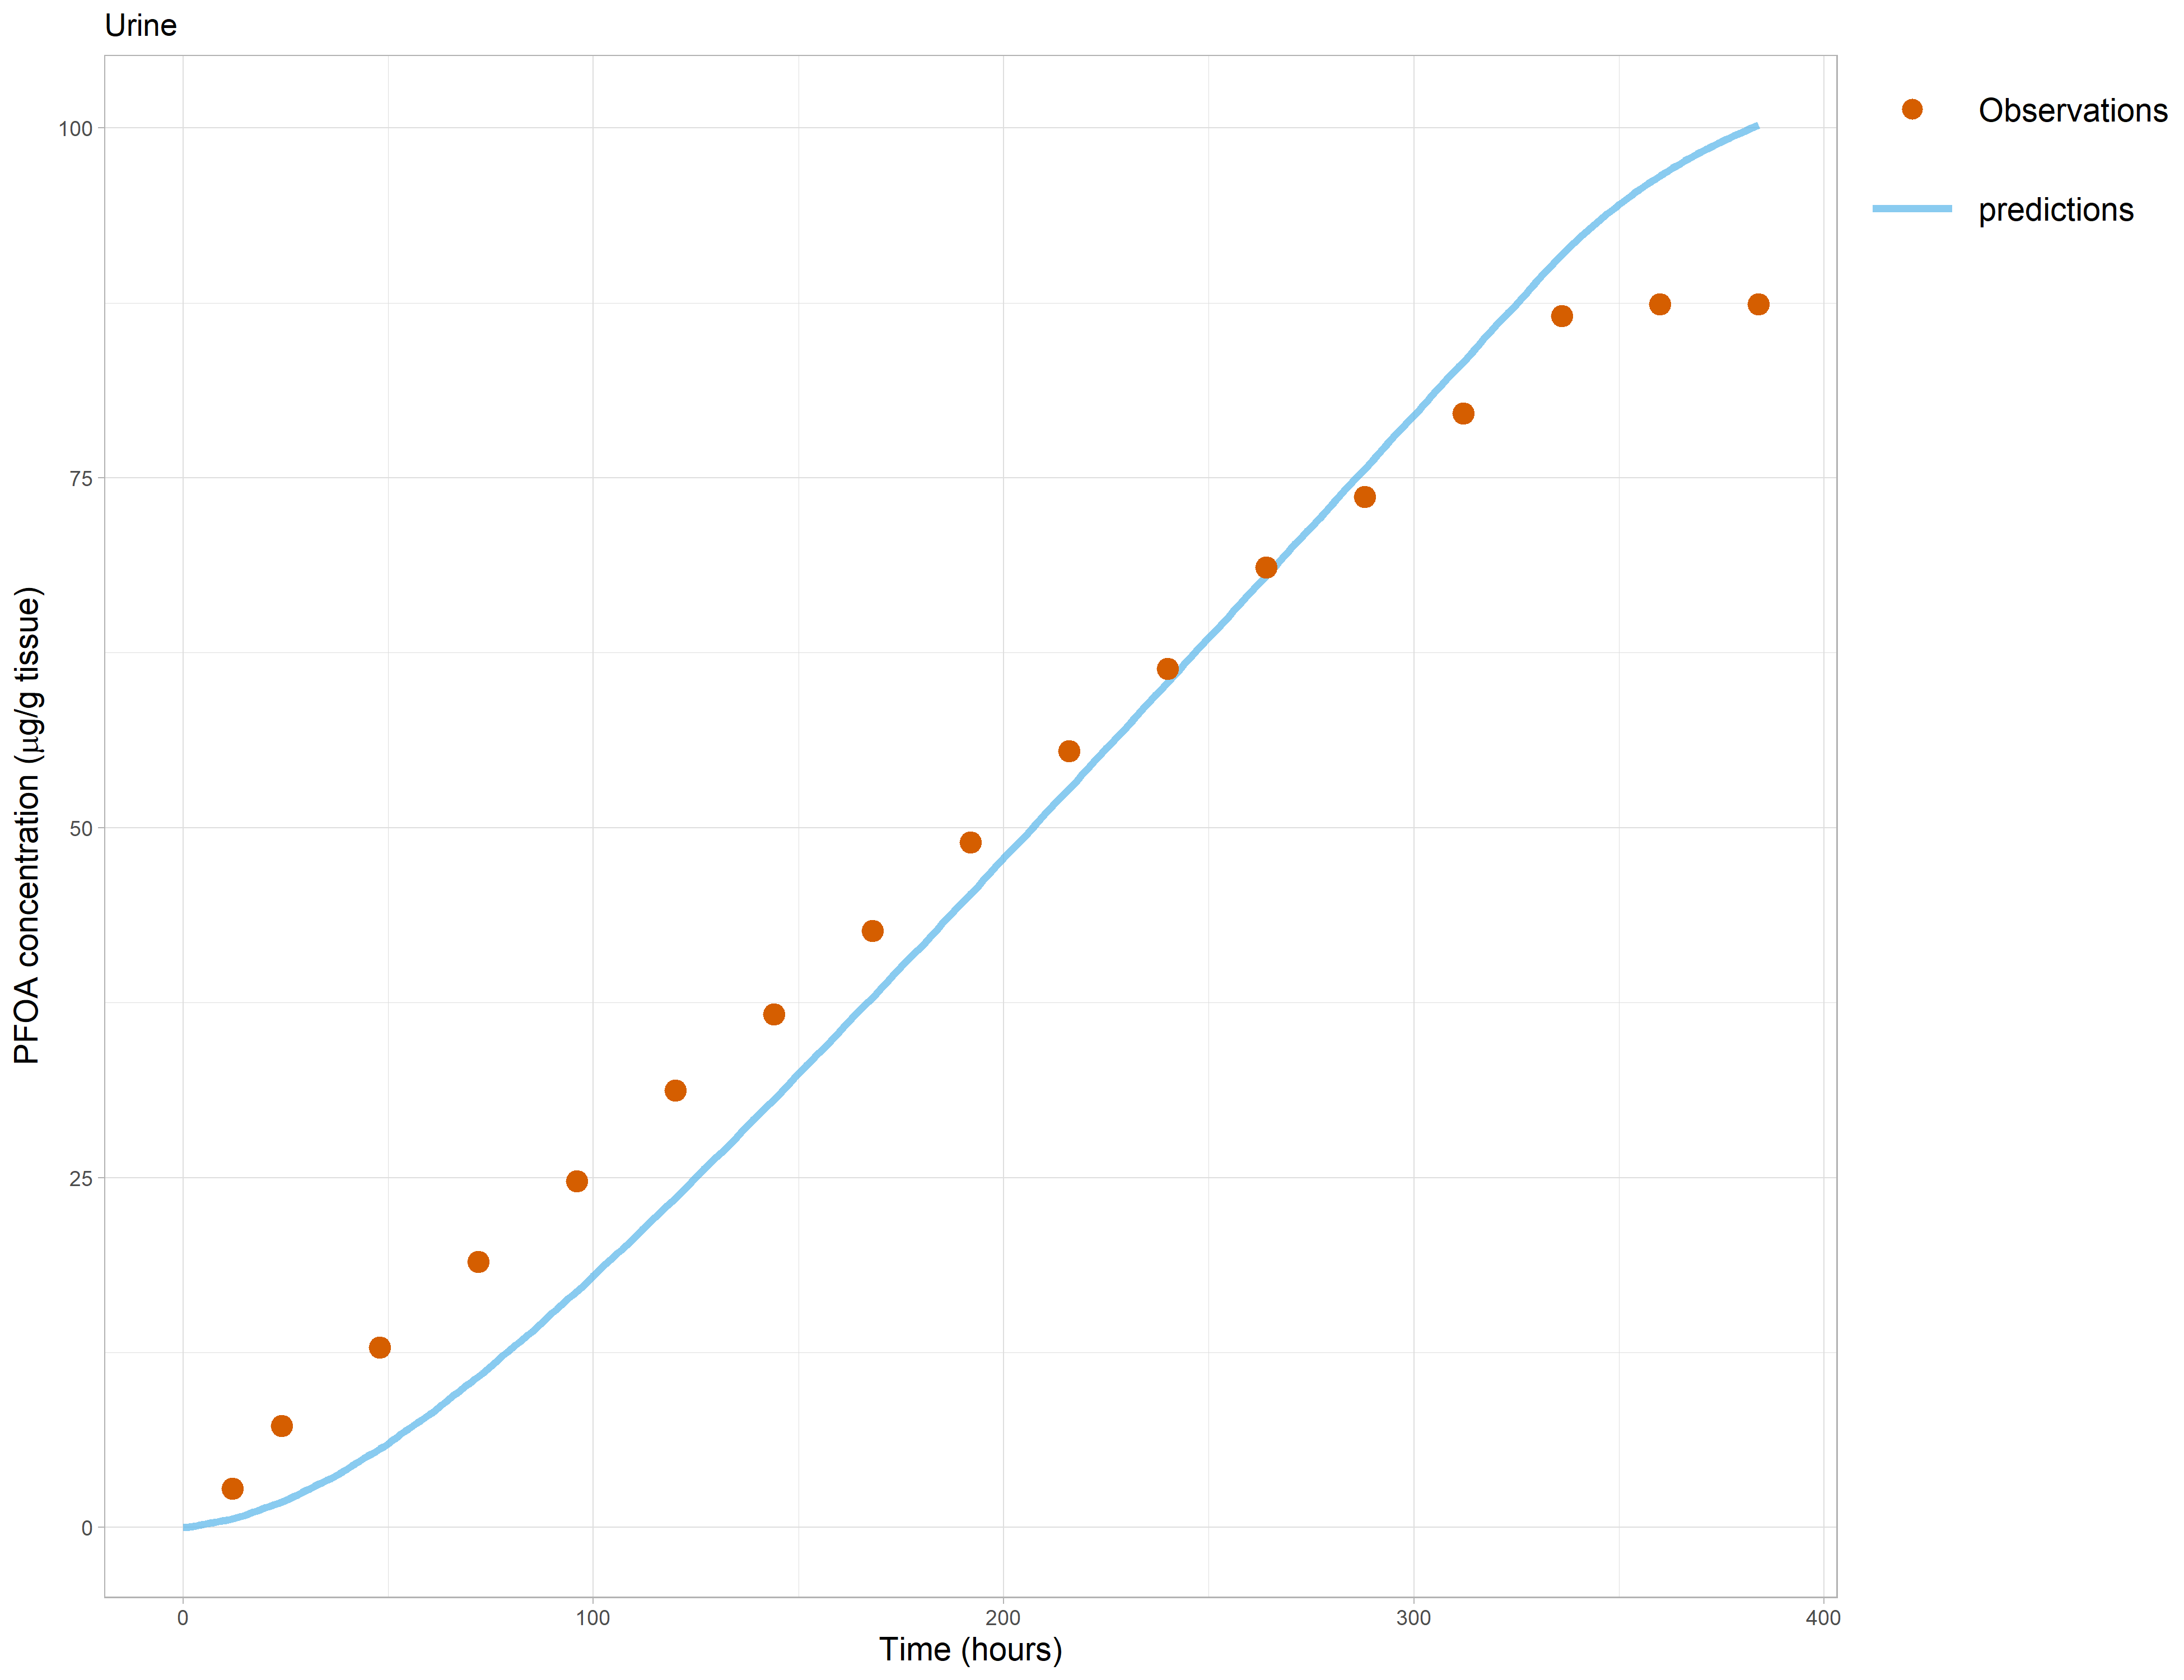 Urine
Observations
predictions
PFOA concentration (μg/g tissue)
100
75
50
25
0
0 100 200 300 400
Time (hours)